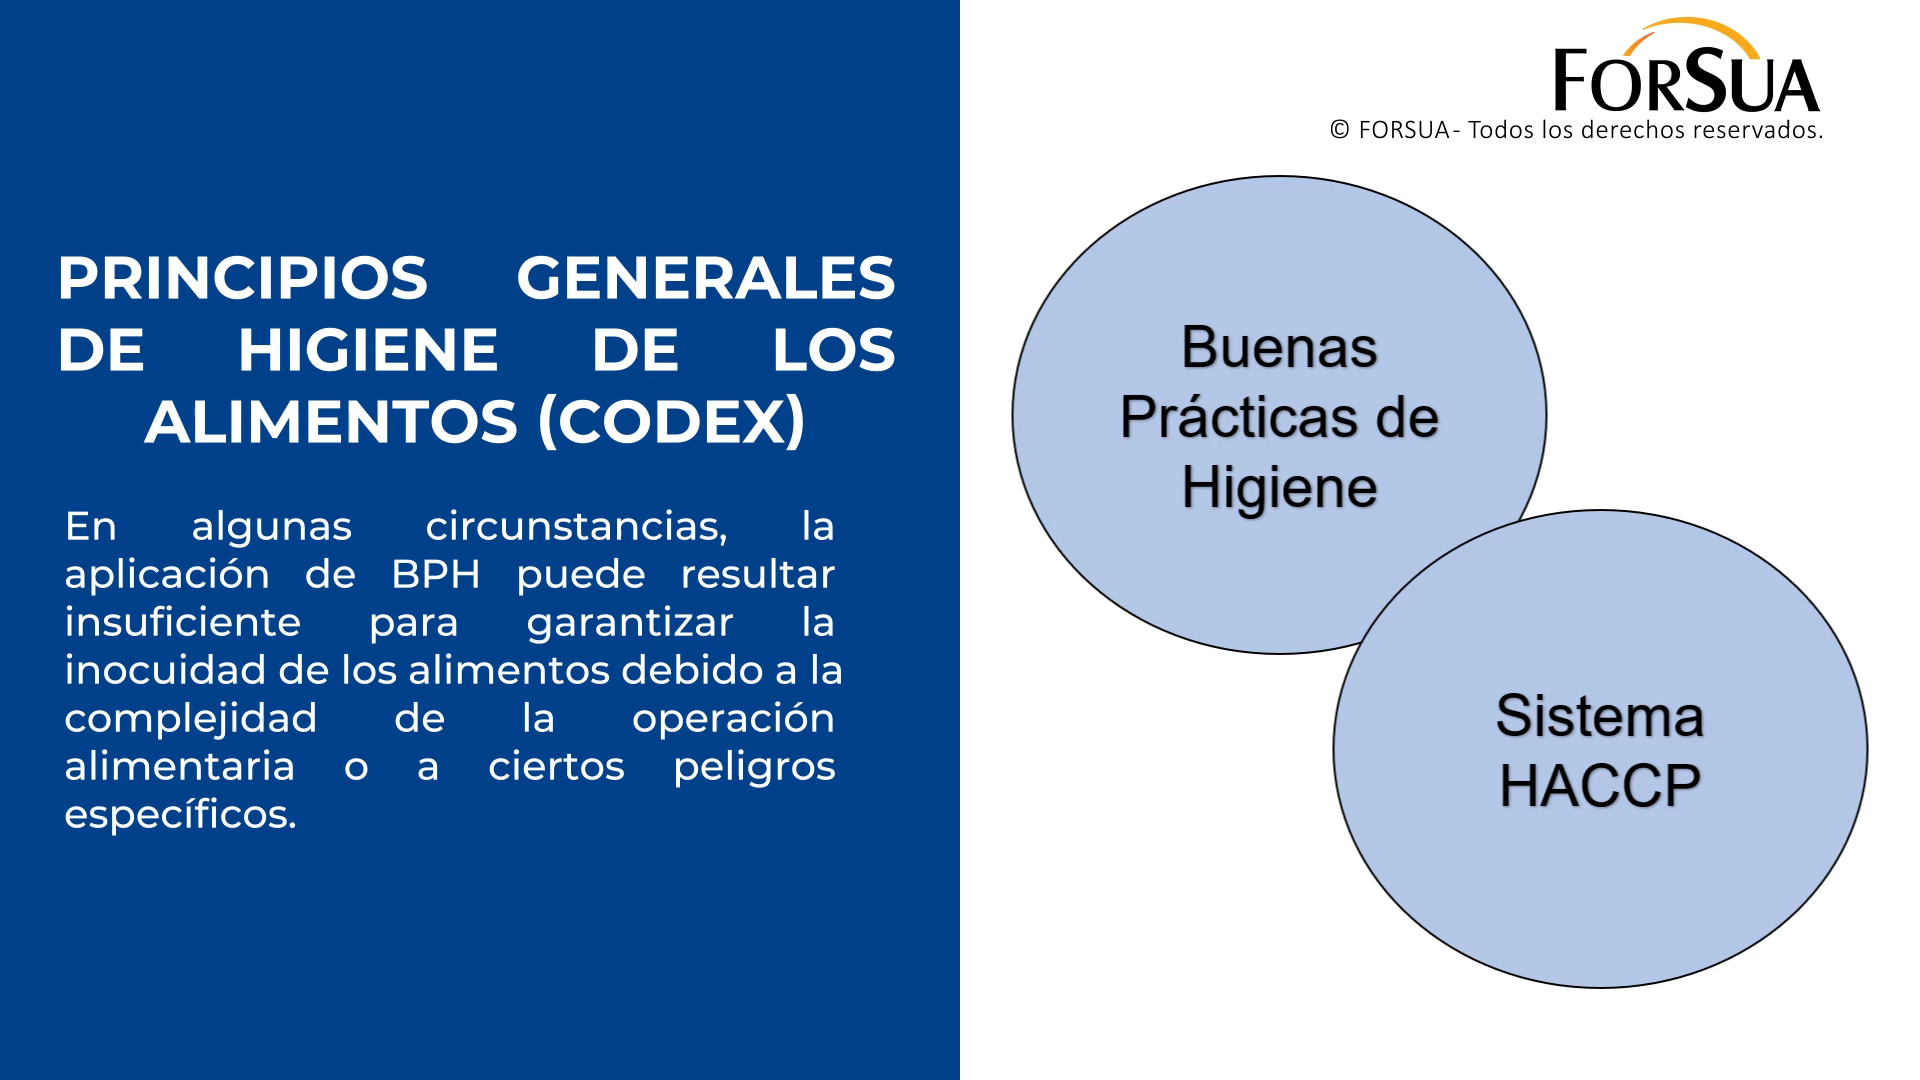 PRINCIPIOS GENERALES
DE HIGIENE DE LOS
ALIMENTOS (CODEX)
En algunas circunstancias, la
aplicación de BPH puede resultar
insuficiente para garantizar la
inocuidad de los alimentos debido a la
complejidad de la operación
alimentaria o a ciertos peligros
específicos.
FORSUA
© FORSUA- Todos los derechos reservados.
Buenas
Prácticas de
Higiene
Sistema
HACCP